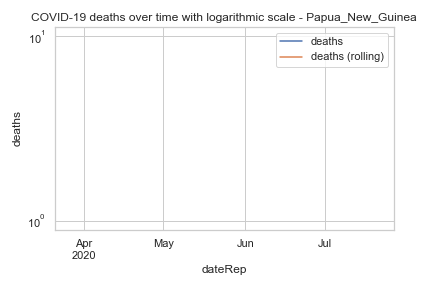 COVID-19 deaths over time with logarithmic scale - Papua_New_Guinea
deaths
deaths (rolling)
10¹
deaths
10⁰
Apr May Jun Jul
2020
dateRep